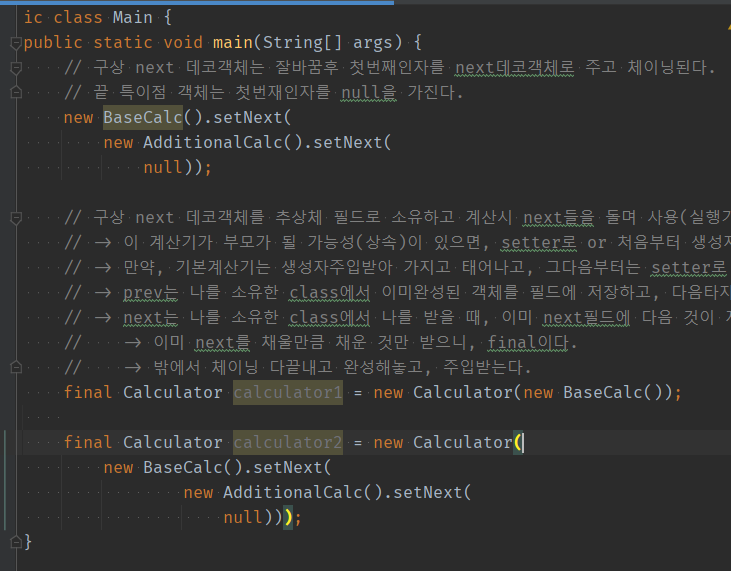 ic class Main {
public static void main(String[] args) {
// 구상 next 데코객체는 잘바꿈후 첫번째인자를 next데코객체로 주고 체이닝된다.
// 끝 특이점 객체는 첫번재인자를 null을 가진다.
new BaseCalc().setNext(
new AdditionalCalc().setNext(
null));
// 구상 next 데코객체를 추상체 필드로 소유하고 계산시 next들을 돌며 사용(실행기
// -> 이 계산기가 부모가 될 가능성(상속)이 있으면, setter로 or 처음부터 생성자
// -> 만약, 기본계산기는 생성자주입받아 가지고 태어나고, 그다음부터는 setter로
// -> prev는 나를 소유한 class에서 이미완성된 객체를 필드에 저장하고, 다음타자
// -> next는 나를 소유한 class에서 나를 받을 때, 이미 next필드에 다음 것이
// -> 이미 next를 채울만큼 채운 것만 받으니, final이다.
// -> 밖에서 체이닝 다끝내고 완성해놓고, 주입받는다.
final Calculator calculator1 = new Calculator(new BaseCalc());
final Calculator calculator2 = new Calculator(
new BaseCalc().setNext(
new AdditionalCalc().setNext(
null)));
}